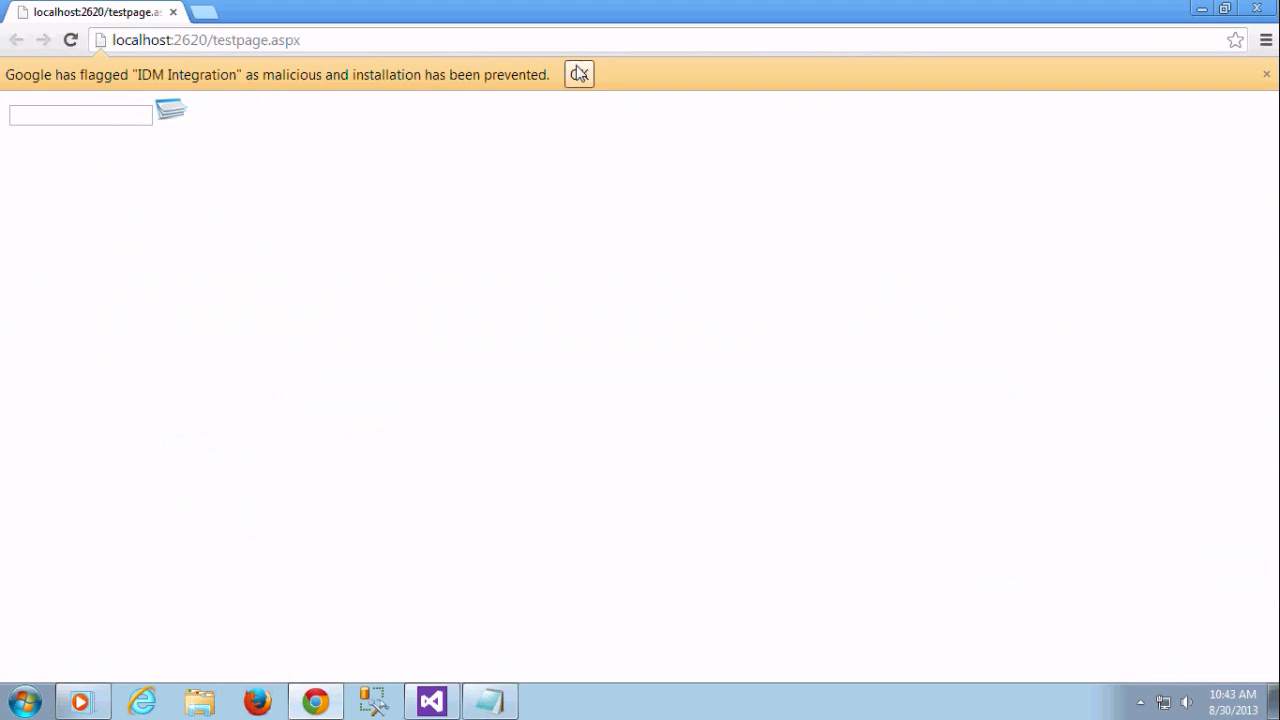 localhost:2620/testpage.as
localhost:2620/testpage.aspx
Google has flagged "IDM Integration" as malicious and installation has been prevented.
10:43 AM
8/30/2013